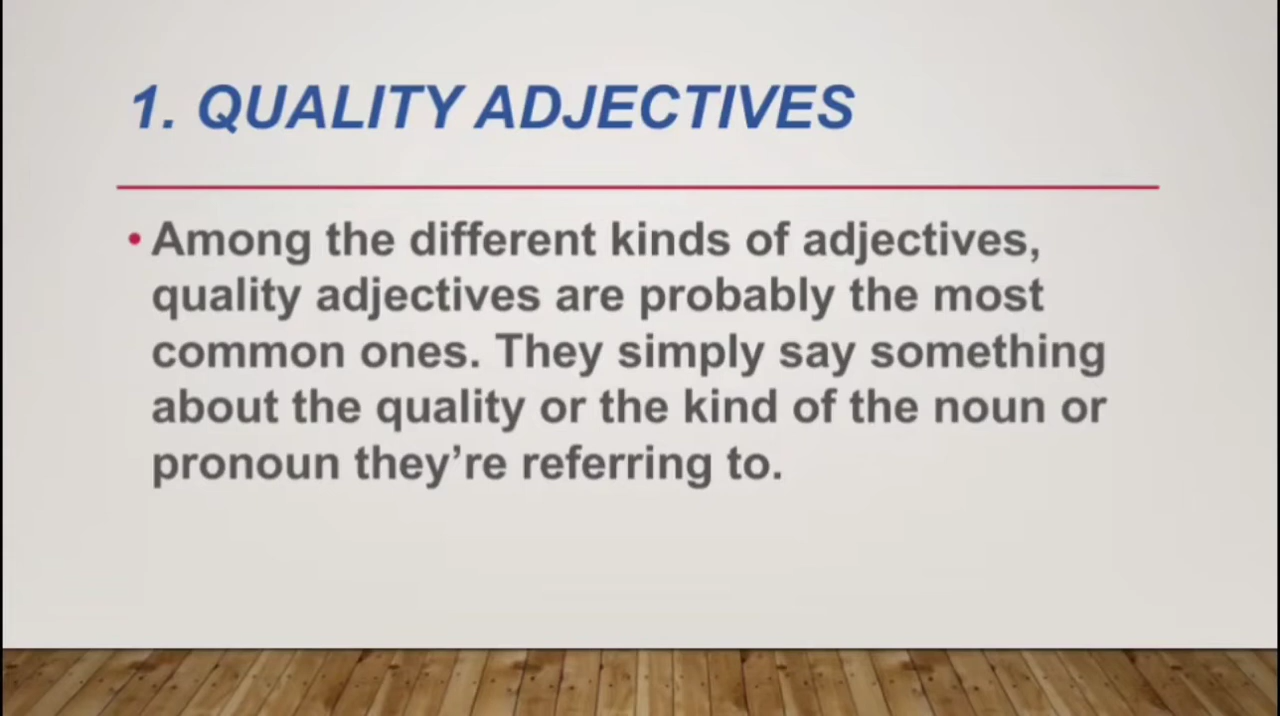 1. QUALITY ADJECTIVES
• Among the different kinds of adjectives,
quality adjectives are probably the most
common ones. They simply say something
about the quality or the kind of the noun or
pronoun they’re referring to.